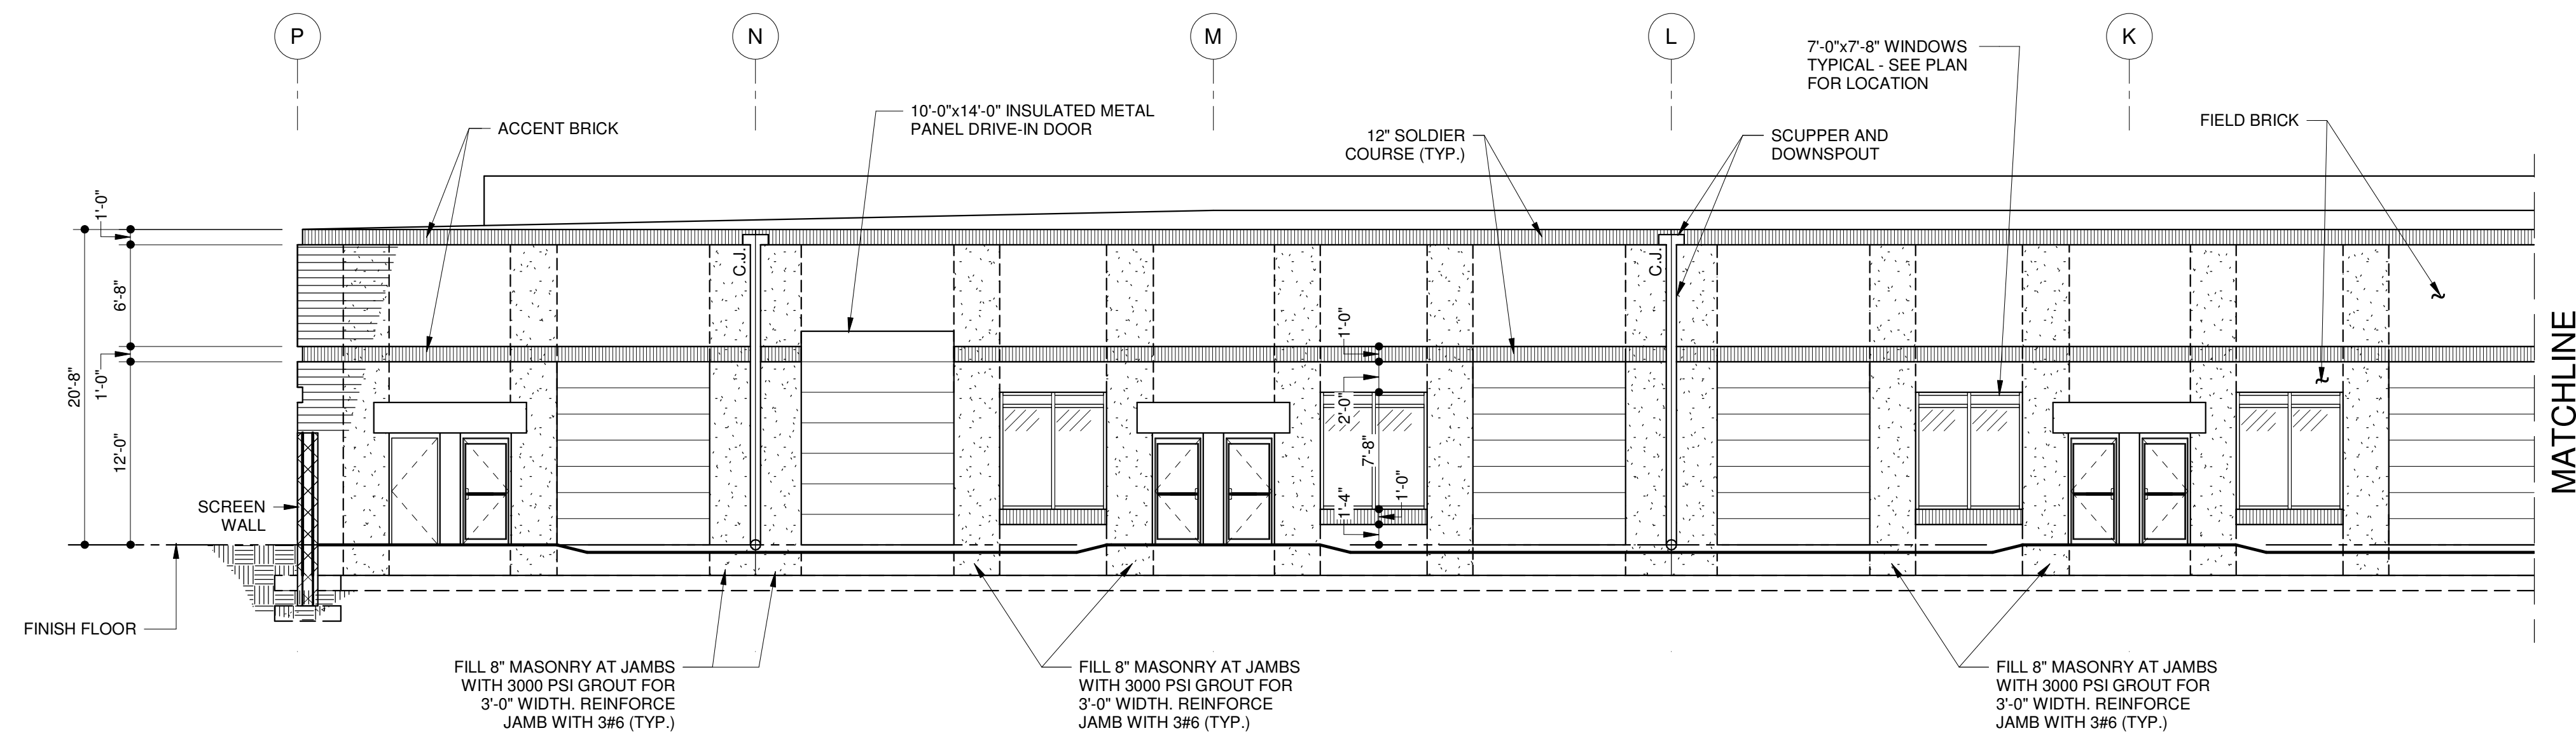 P
N
M
L
K
7'-0"x7'-8" WINDOWS
TYPICAL - SEE PLAN
FOR LOCATION
ACCENT BRICK
10'-0"x14'-0" INSULATED METAL
PANEL DRIVE-IN DOOR
12" SOLDIER
COURSE (TYP.)
SCUPPER AND
DOWNSPOUT
FIELD BRICK
1'-0"
6'-8"
1'-0"
20'-8"
12'-0"
C.J.
C.J.
1'-0"
2'-0"
7'-8"
1'-4"
1'-0"
MATCHLINE
SCREEN
WALL
FINISH FLOOR
FILL 8" MASONRY AT JAMBS
WITH 3000 PSI GROUT FOR
3'-0" WIDTH. REINFORCE
JAMB WITH 3#6 (TYP.)
FILL 8" MASONRY AT JAMBS
WITH 3000 PSI GROUT FOR
3'-0" WIDTH. REINFORCE
JAMB WITH 3#6 (TYP.)
FILL 8" MASONRY AT JAMBS
WITH 3000 PSI GROUT FOR
3'-0" WIDTH. REINFORCE
JAMB WITH 3#6 (TYP.)